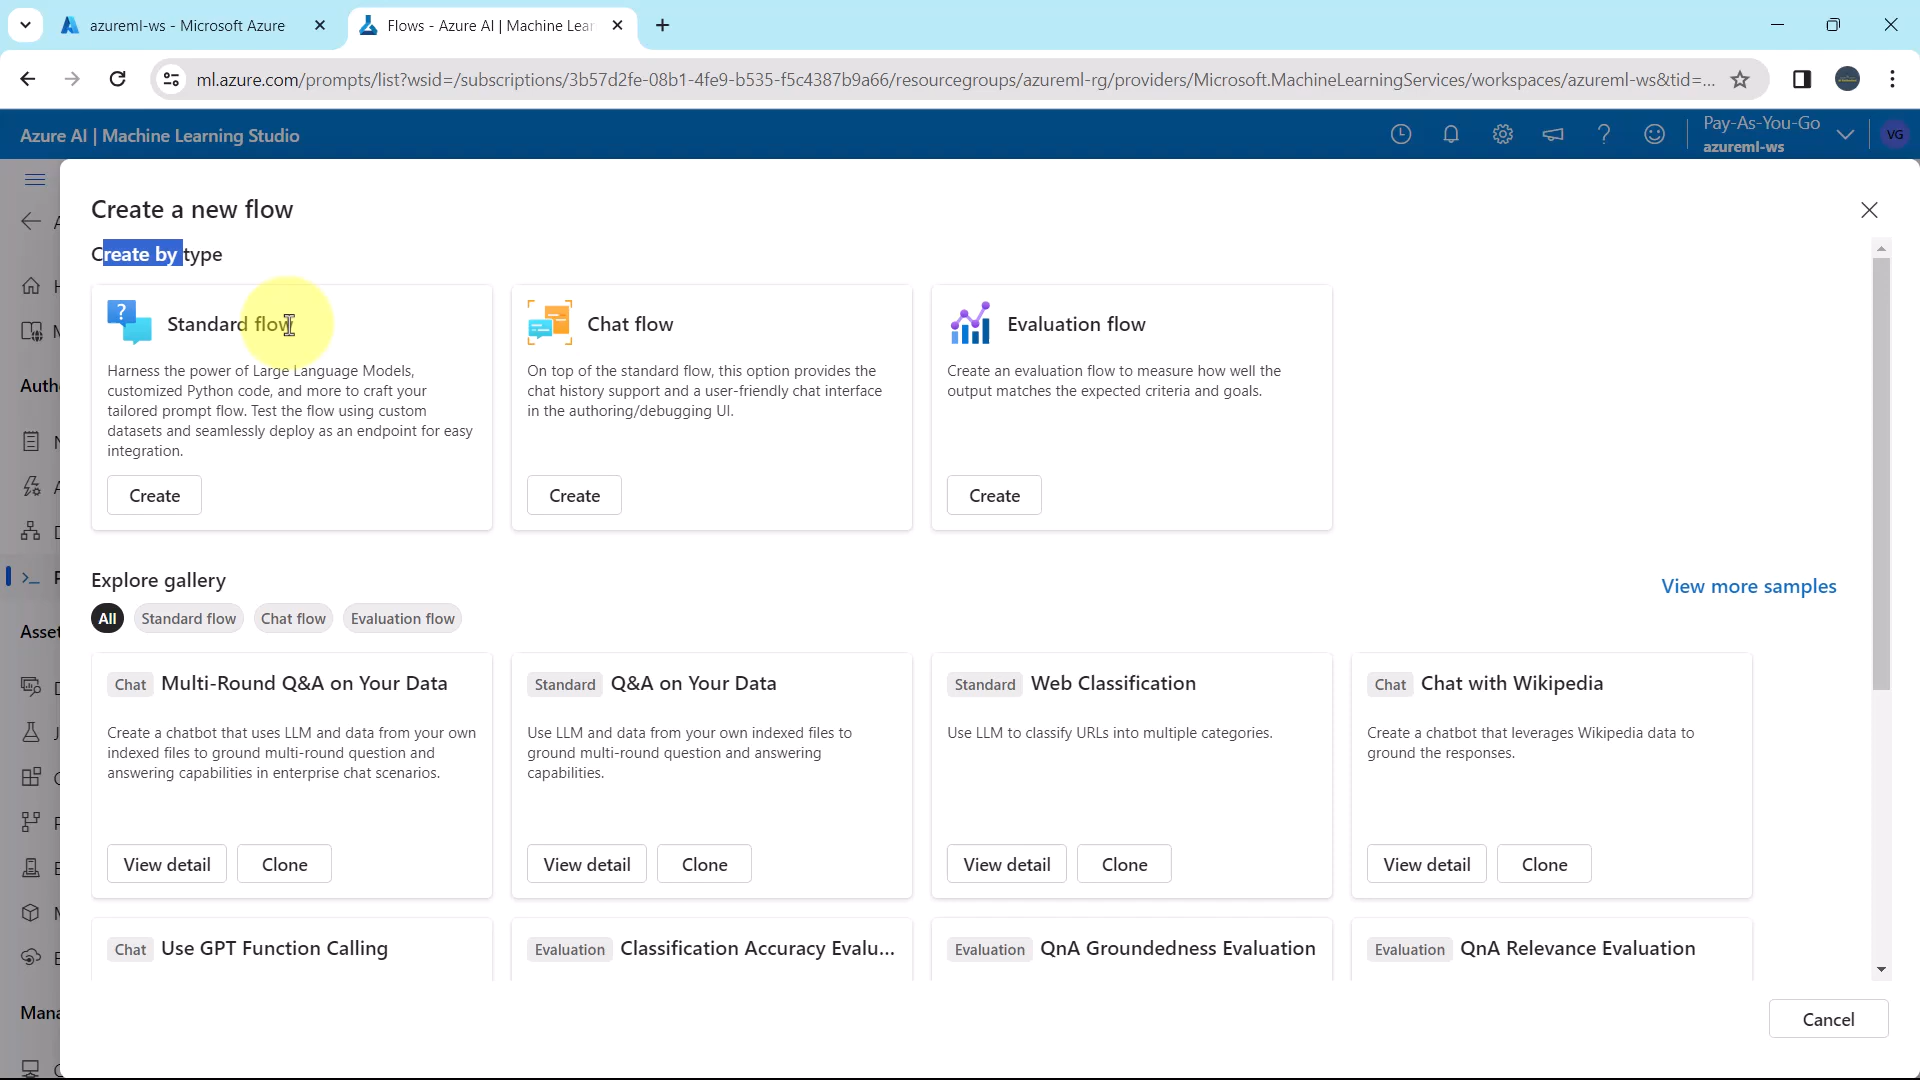 azureml-ws - Microsoft Azure
Flows - Azure AI | Machine Lear
ml.azure.com/prompts/list?wsid=/subscriptions/3b57d2fe-08b1-4fe9-b535-f5c4387b9a66/resourcegroups/azureml-rg/providers/Microsoft.MachineLearningServices/workspaces/azureml-ws&tid=...
Azure AI | Machine Learning Studio
Pay-As-You-Go
azureml-ws
VG
Create a new flow
Create by type
Standard flow
Harness the power of Large Language Models,
customized Python code, and more to craft your
tailored prompt flow. Test the flow using custom
datasets and seamlessly deploy as an endpoint for easy
integration.
Create
Chat flow
On top of the standard flow, this option provides the
chat history support and a user-friendly chat interface
in the authoring/debugging UI.
Create
Evaluation flow
Create an evaluation flow to measure how well the
output matches the expected criteria and goals.
Create
Explore gallery
View more samples
All Standard flow Chat flow Evaluation flow
Chat Multi-Round Q&A on Your Data
Create a chatbot that uses LLM and data from your own
indexed files to ground multi-round question and
answering capabilities in enterprise chat scenarios.
View detail Clone
Standard Q&A on Your Data
Use LLM and data from your own indexed files to
ground multi-round question and answering
capabilities.
View detail Clone
Standard Web Classification
Use LLM to classify URLs into multiple categories.
View detail Clone
Chat Chat with Wikipedia
Create a chatbot that leverages Wikipedia data to
ground the responses.
View detail Clone
Chat Use GPT Function Calling
Evaluation Classification Accuracy Evalu...
Evaluation QnA Groundedness Evaluation
Evaluation QnA Relevance Evaluation
Cancel